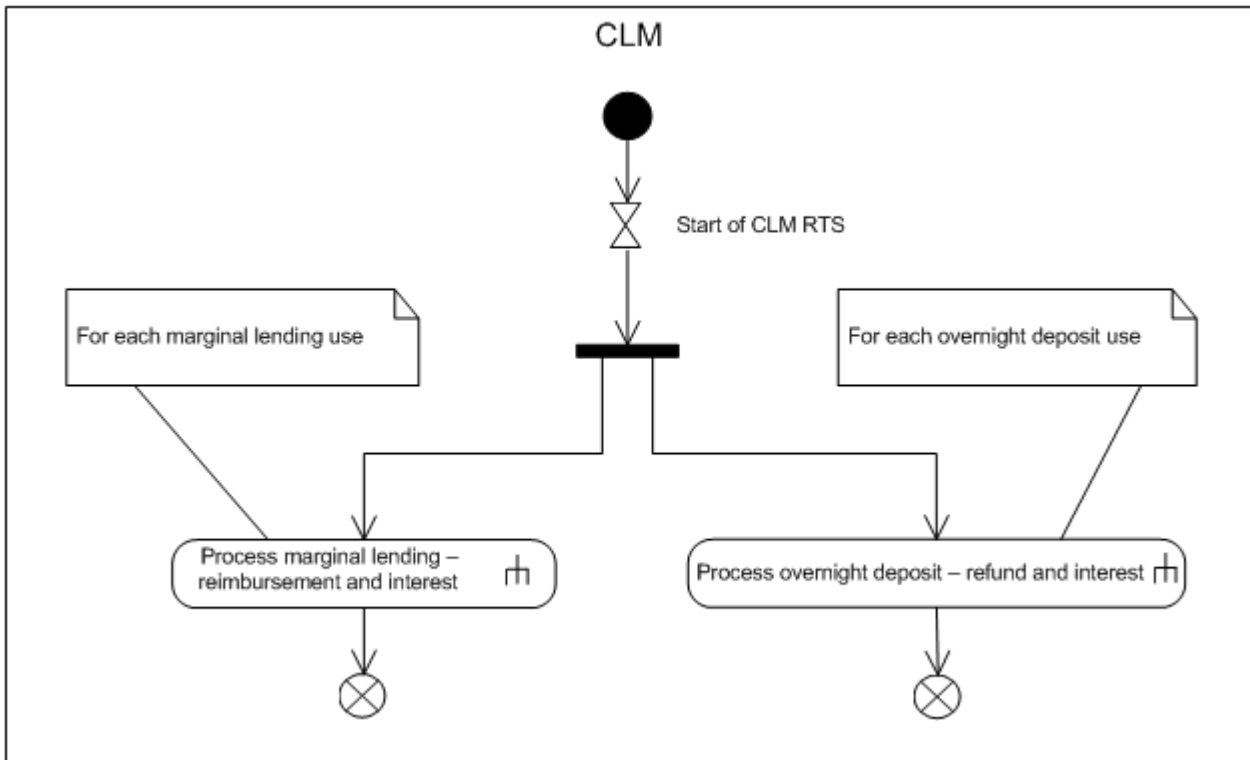 CLM
Start of CLM RTS
For each marginal lending use
For each overnight deposit use
Process marginal lending –
reimbursement and interest
Process overnight deposit – refund and interest